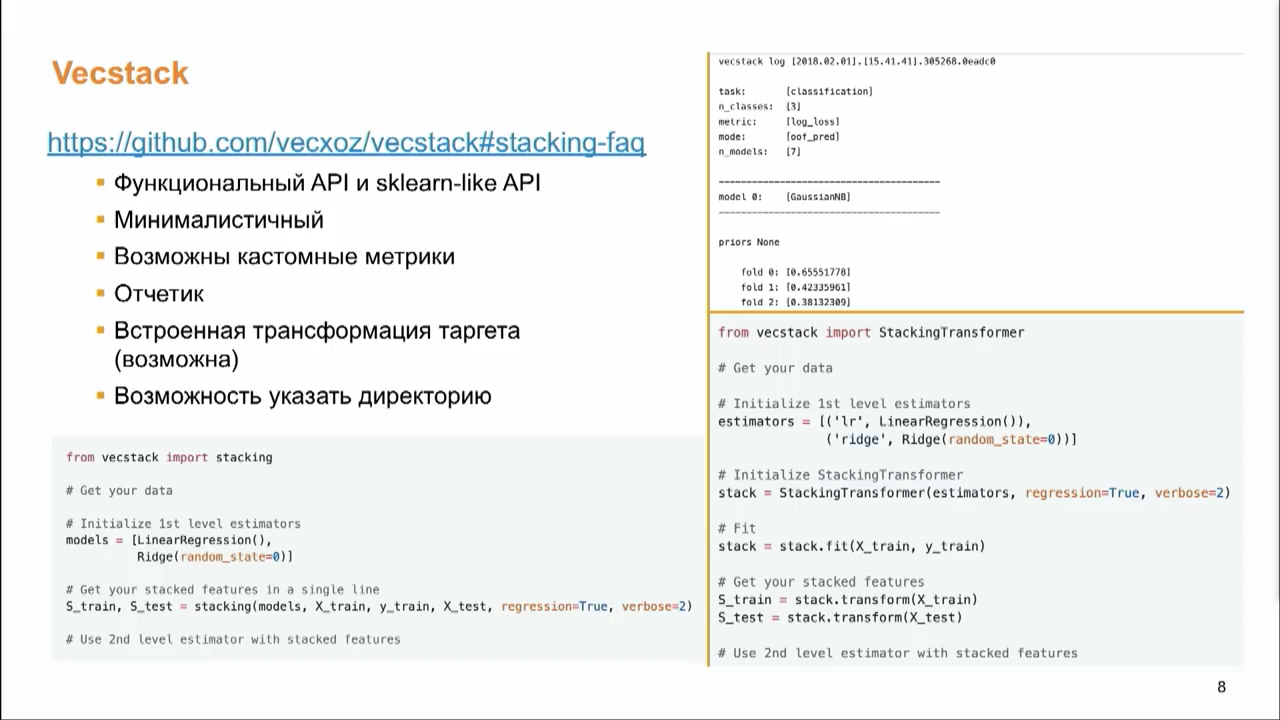 Vecstack
https://github.com/vecxoz/vecstack#stacking-faq
▪ Функциональный API и sklearn-like API
▪ Минималистичный
▪ Возможны кастомные метрики
▪ Отчетик
▪ Встроенная трансформация таргета
(возможна)
▪ Возможность указать директорию
from vecstack import stacking
# Get your data
# Initialize 1st level estimators
models = [LinearRegression(),
Ridge(random_state=0)]
# Get your stacked features in a single line
S_train, S_test = stacking(models, X_train, y_train, X_test, regression=True, verbose=2)
# Use 2nd level estimator with stacked features
vecstack log [2018.02.01].[15.41.41].305268.0eadc0
task: [classification]
n_classes: [3]
metric: [log_loss]
mode: [oof_pred]
n_models: [7]
----------------------------------------
model 0: [GaussianNB]
----------------------------------------
priors None
fold 0: [0.65551778]
fold 1: [0.42335961]
fold 2: [0.38132309]
from vecstack import StackingTransformer
# Get your data
# Initialize 1st level estimators
estimators = [('lr', LinearRegression()),
('ridge', Ridge(random_state=0))]
# Initialize StackingTransformer
stack = StackingTransformer(estimators, regression=True, verbose=2)
# Fit
stack = stack.fit(X_train, y_train)
# Get your stacked features
S_train = stack.transform(X_train)
S_test = stack.transform(X_test)
# Use 2nd level estimator with stacked features
8